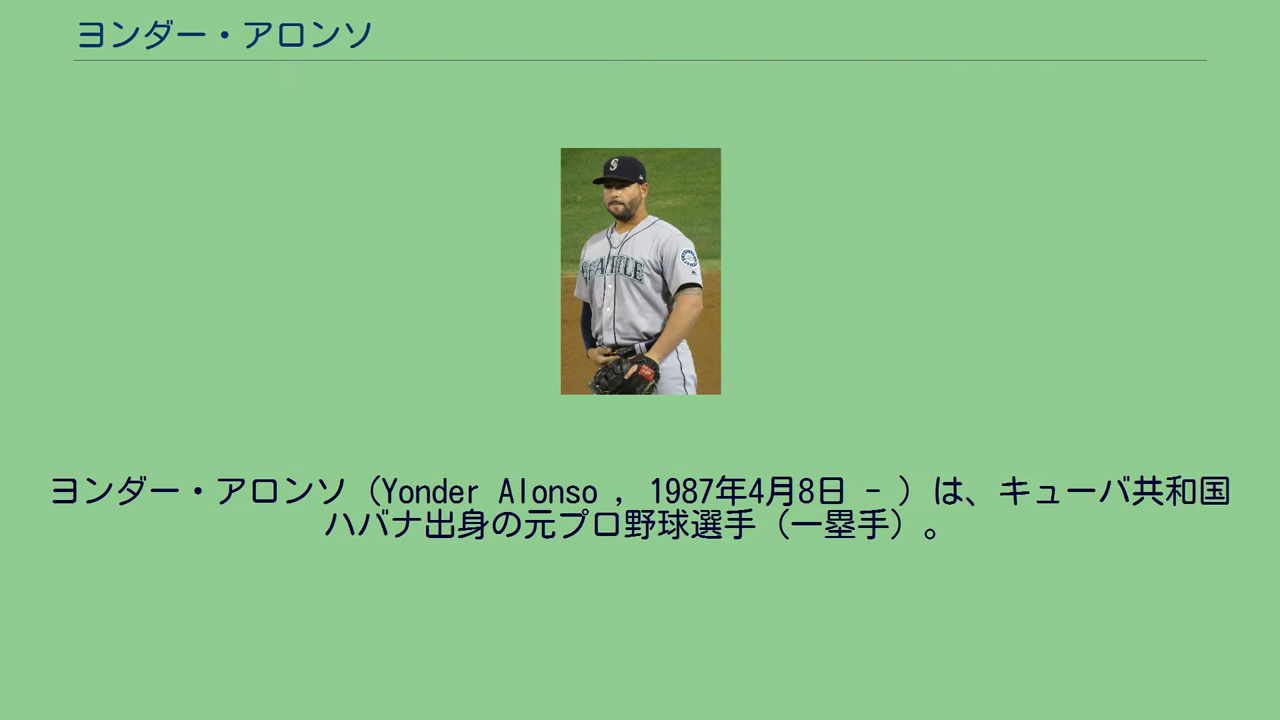 ヨンダー・アロンソ
SEATTLE
ヨンダー・アロンソ（Yonder Alonso , 1987年4月8日 - ）は、キューバ共和国
ハバナ出身の元プロ野球選手（一塁手）。